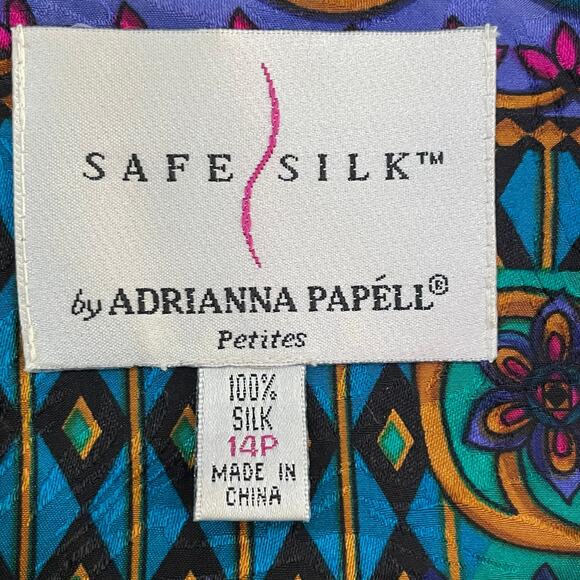 SAFE SILK™
by ADRIANNA PAPÉLL®
Petites
100%
SILK
14P
MADE IN
CHINA